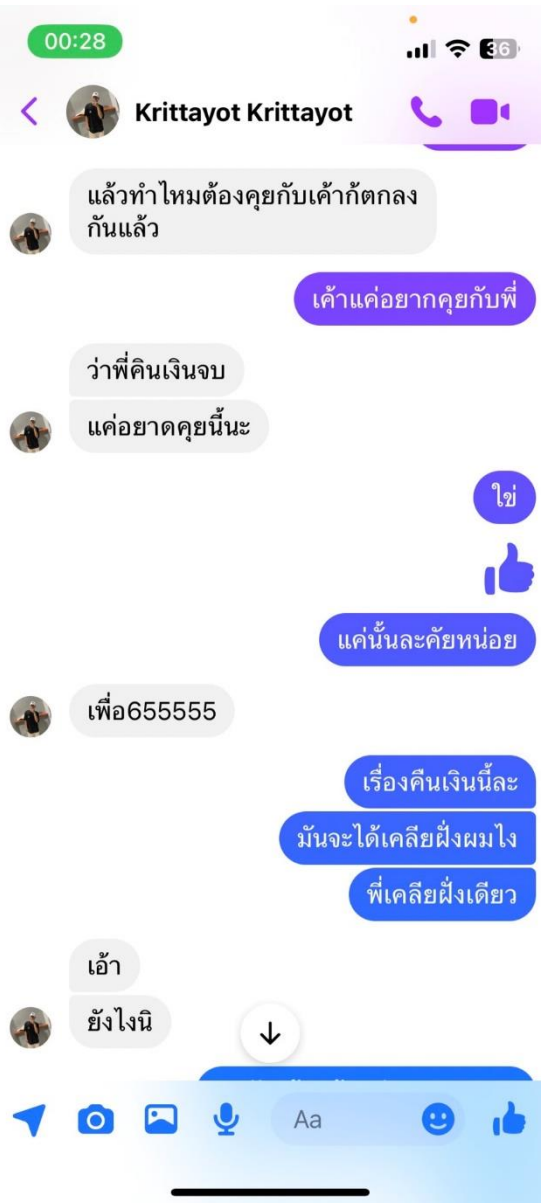 00:28
36
Krittayot Krittayot
แล้วทำไหมต้องคุยกับเค้าก้ตกลง
กันแล้ว
เค้าแค่อยากคุยกับพี่
ว่าพี่คินเงินจบ
แค่อยาดคุยนี้นะ
ใข่
แค่นั้นละคัยหน่อย
เพื่อ655555
เรื่องคืนเงินนี้ละ
มันจะได้เคลียฝั่งผมไง
พี่เคลียฝั่งเดียว
เอ้า
ยังไงนิ
Aa